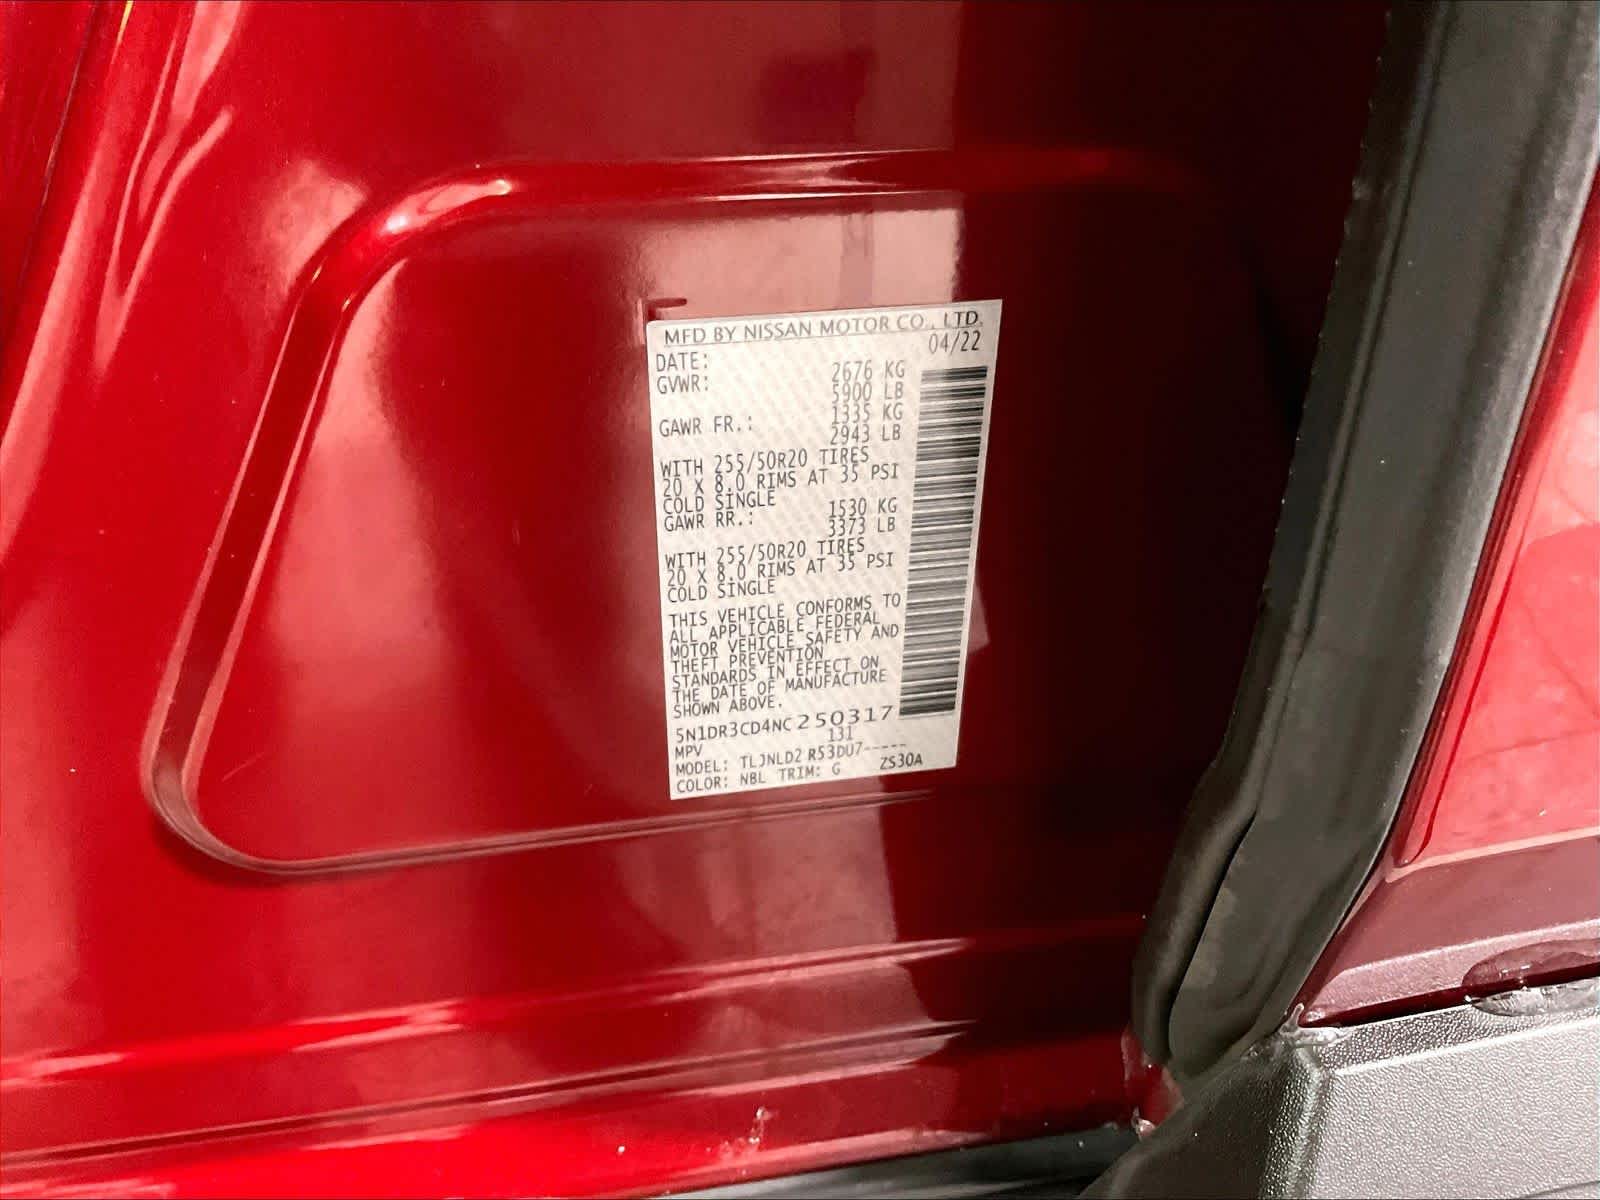 MFD BY NISSAN MOTOR CO., LTD.
DATE: 04/22
GVWR: 2676 KG
5900 LB
GAWR FR.: 1335 KG
2943 LB
WITH 255/50R20 TIRES
20 X 8.0 RIMS AT 35 PSI
COLD SINGLE
GAWR RR.: 1530 KG
3373 LB
WITH 255/50R20 TIRES
20 X 8.0 RIMS AT 35 PSI
COLD SINGLE
THIS VEHICLE CONFORMS TO
ALL APPLICABLE FEDERAL
MOTOR VEHICLE SAFETY AND
THEFT PREVENTION
STANDARDS IN EFFECT ON
THE DATE OF MANUFACTURE
SHOWN ABOVE.
5N1DR3CD4NC250317
MPV 131
MODEL: TLJNLD2 R53DU7-----
COLOR: NBL TRIM: G ZS30A